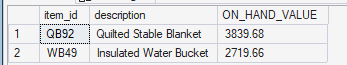 item_id description ON_HAND_VALUE
1 QB92 Quilted Stable Blanket 3839.68
2 WB49 Insulated Water Bucket 2719.66